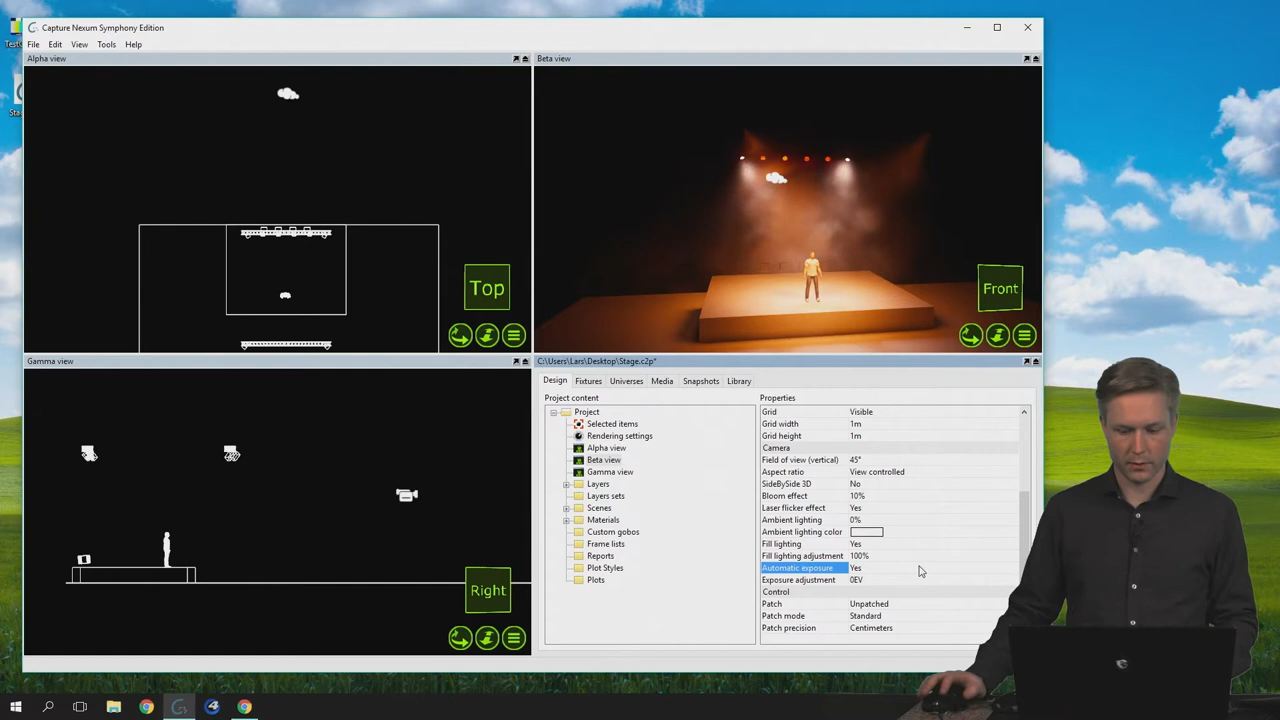 Capture Nexum Symphony Edition
File Edit View Tools Help
Alpha view
Beta view
Top
Front
Gamma view
Right
C:\Users\Lars\Desktop\Stage.c2p*
Design Fixtures Universes Media Snapshots Library
Project content
Project
Selected items
Rendering settings
Alpha view
Beta view
Gamma view
Layers
Layers sets
Scenes
Materials
Custom gobos
Frame lists
Reports
Plot Styles
Plots
Properties
Grid Visible
Grid width 1m
Grid height 1m
Camera
Field of view (vertical) 45°
Aspect ratio View controlled
SideBySide 3D No
Bloom effect 10%
Laser flicker effect Yes
Ambient lighting 0%
Ambient lighting color
Fill lighting Yes
Fill lighting adjustment 100%
Automatic exposure Yes
Exposure adjustment 0EV
Control
Patch Unpatched
Patch mode Standard
Patch precision Centimeters